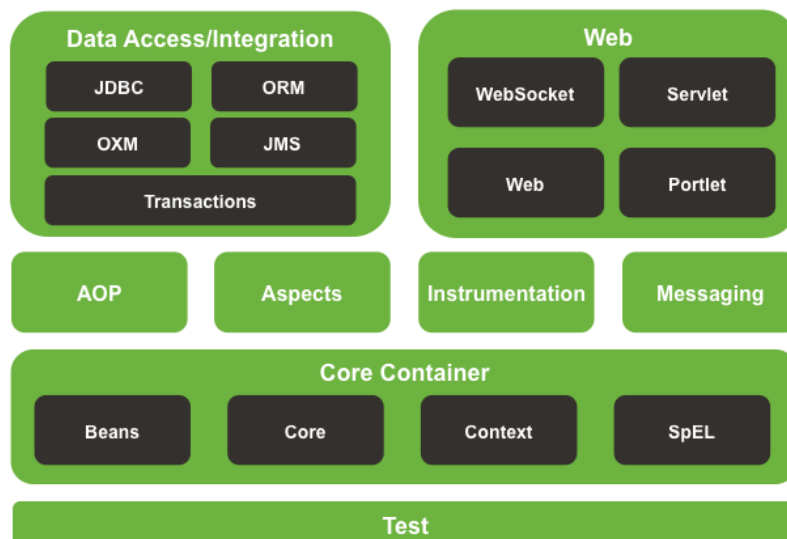 Data Access/Integration
JDBC
ORM
OXM
JMS
Transactions
Web
WebSocket
Servlet
Web
Portlet
AOP
Aspects
Instrumentation
Messaging
Core Container
Beans
Core
Context
SpEL
Test